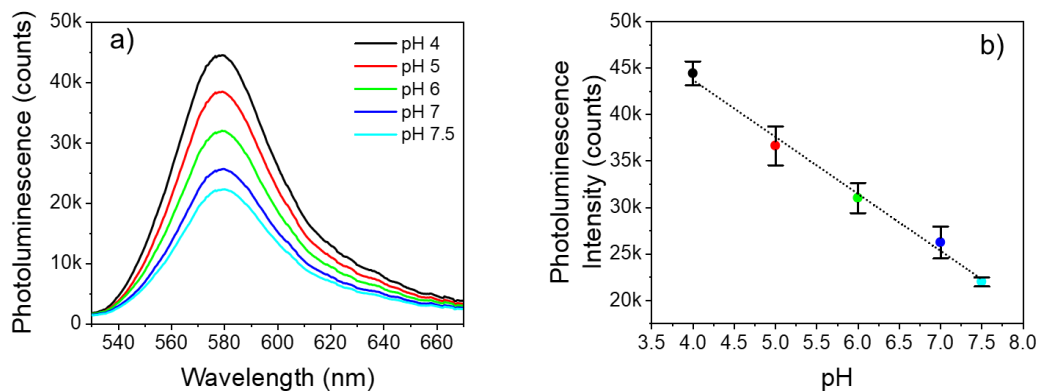 a)
50k
40k
30k
20k
10k
0
Photoluminescence (counts)
pH 4
pH 5
pH 6
pH 7
pH 7.5
540 560 580 600 620 640 660
Wavelength (nm)
b)
45k
40k
35k
30k
25k
20k
Photoluminescence
Intensity (counts)
3.5 4.0 4.5 5.0 5.5 6.0 6.5 7.0 7.5 8.0
pH